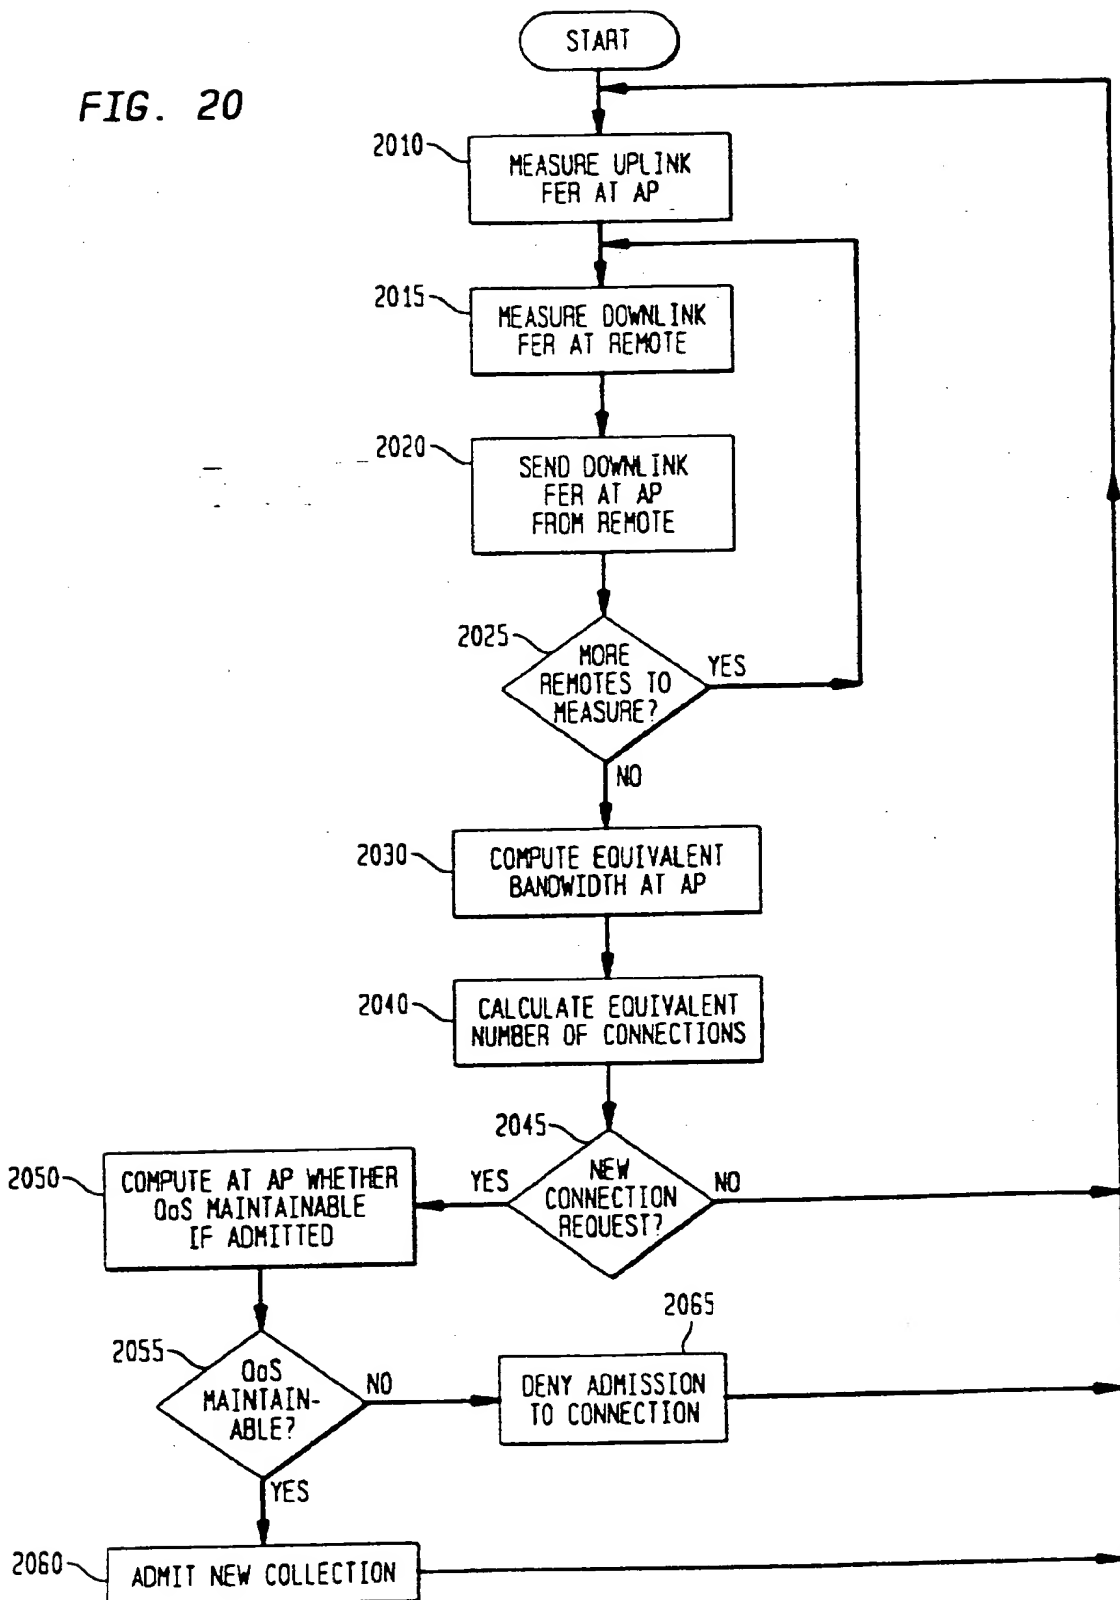 START
FIG. 20
2010
MEASURE UPLINK
FER AT AP
2015
MEASURE DOWNLINK
FER AT REMOTE
2020
SEND DOWNLINK
FER AT AP
FROM REMOTE
2025
MORE
REMOTES TO
MEASURE?
YES
NO
2030
COMPUTE EQUIVALENT
BANDWIDTH AT AP
2040
CALCULATE EQUIVALENT
NUMBER OF CONNECTIONS
2045
NEW
CONNECTION
REQUEST?
YES
NO
2050
COMPUTE AT AP WHETHER
QoS MAINTAINABLE
IF ADMITTED
2055
QoS
MAINTAIN-
ABLE?
NO
YES
2065
DENY ADMISSION
TO CONNECTION
2060
ADMIT NEW COLLECTION